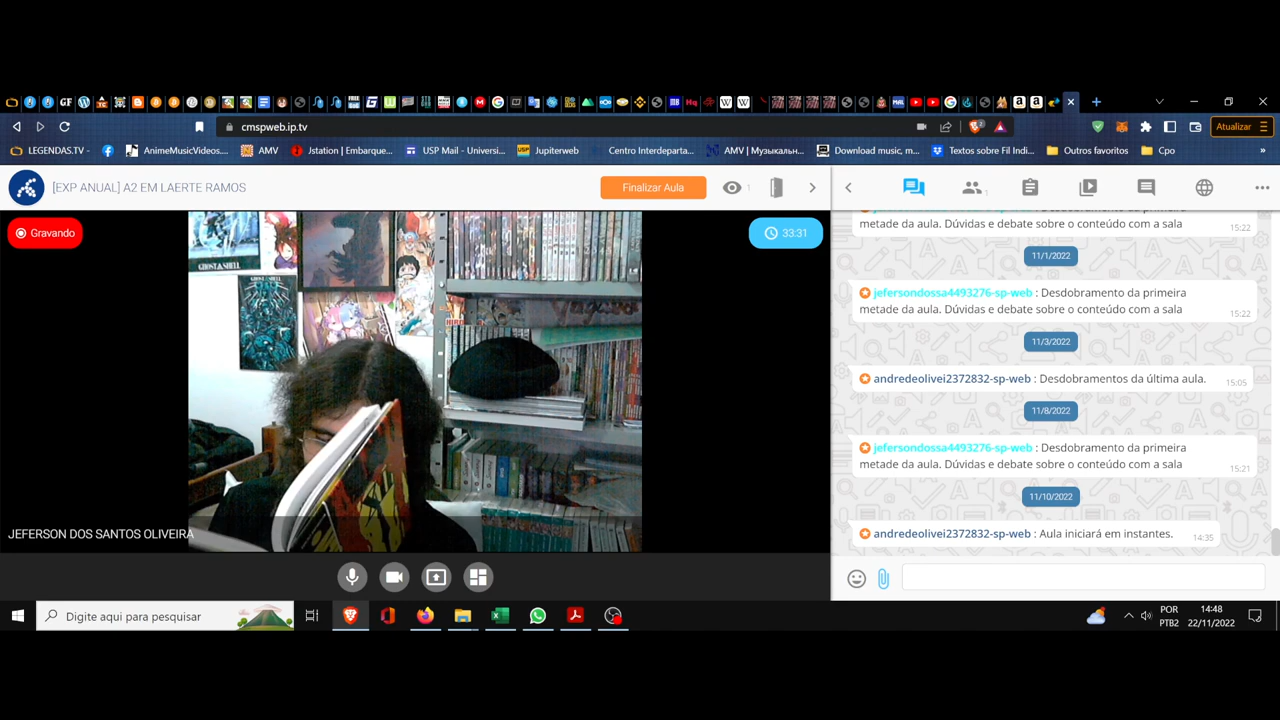 cmspweb.ip.tv
Atualizar
LEGENDAS.TV -
AnimeMusicVideos....
AMV
Jstation | Embarque...
USP Mail - Universi...
Jupiterweb
Centro Interdeparta...
AMV | Музыкальн...
Download music, m...
Textos sobre Fil Indi...
Outros favoritos
Cpo
»
[EXP ANUAL] A2 EM LAERTE RAMOS
Finalizar Aula
1
1
Gravando
33:31
GHOST IN THE SHELL
JEFERSON DOS SANTOS OLIVEIRA
metade da aula. Dúvidas e debate sobre o conteúdo com a sala
15:22
11/1/2022
jefersondossa4493276-sp-web : Desdobramento da primeira
metade da aula. Dúvidas e debate sobre o conteúdo com a sala
15:22
11/3/2022
andredeolivei2372832-sp-web : Desdobramentos da última aula.
15:05
11/8/2022
jefersondossa4493276-sp-web : Desdobramento da primeira
metade da aula. Dúvidas e debate sobre o conteúdo com a sala
15:21
11/10/2022
andredeolivei2372832-sp-web : Aula iniciará em instantes.
14:35
Digite aqui para pesquisar
POR
PTB2
14:48
22/11/2022